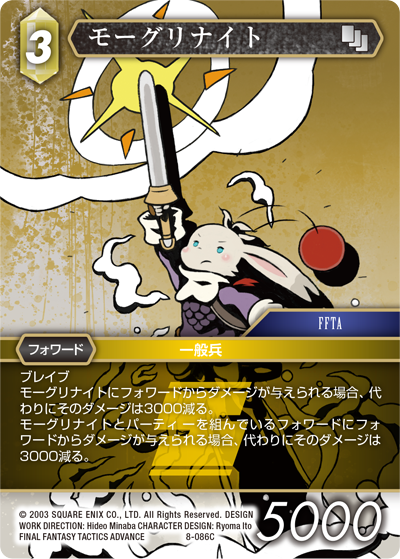 3
モーグリナイト
FFTA
フォワード
一般兵
ブレイブ
モーグリナイトにフォワードからダメージが与えられる場合、代
わりにそのダメージは3000減る。
モーグリナイトとパーティーを組んでいるフォワードにフォ
ワードからダメージが与えられる場合、代わりにそのダメージは
3000減る。
© 2003 SQUARE ENIX CO., LTD. All Rights Reserved. DESIGN
WORK DIRECTION: Hideo Minaba CHARACTER DESIGN: Ryoma Ito
FINAL FANTASY TACTICS ADVANCE 8-086C
5000